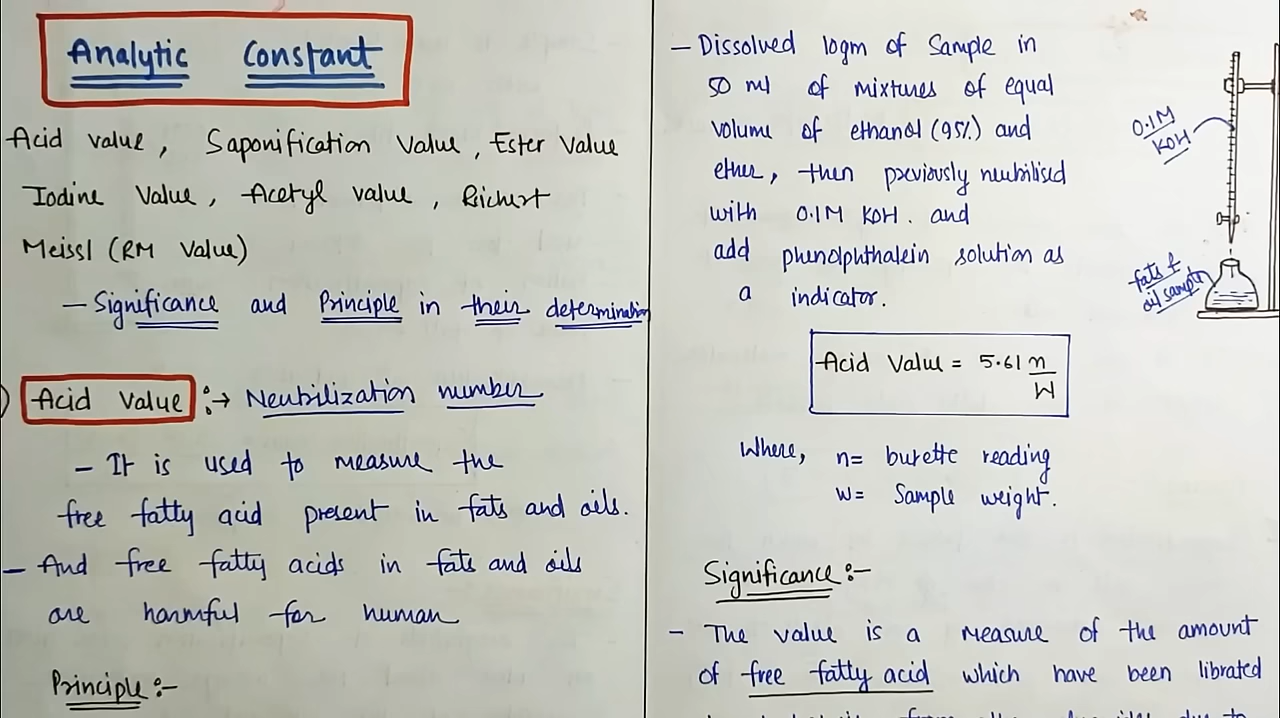 Analytic Constant
Acid value, Saponification Value, Ester Value
Iodine Value, Acetyl value, Richert
Meissl (RM Value)
– Significance and Principle in their determination
Acid Value :→ Neutrilization number
– It is used to measure the
free fatty acid present in fats and oils.
– And free fatty acids in fats and oils
are harmful for human
Principle :–
– Dissolved 10gm of Sample in
50 ml of mixtures of equal
volume of ethanol (95%) and
ether, then previously neutrilised
with 0.1M KOH. and
add phenolphthalein solution as
a indicator.
0.1M
KOH
fats &
oil sample
Acid Value = 5.61 n
W
Where, n= burette reading
w= Sample weight.
Significance :–
– The value is a measure of the amount
of free fatty acid which have been librated